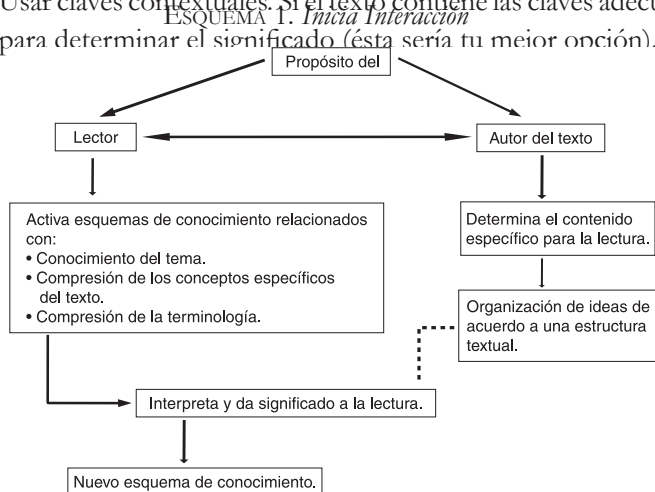 Usar claves contextuales. Si el texto contiene las claves adecu
ESQUEMA 1. Inicia Interacción
para determinar el significado (ésta sería tu mejor opción).
Propósito del
Lector
Autor del texto
Activa esquemas de conocimiento relacionados
con:
• Conocimiento del tema.
• Compresión de los conceptos específicos
del texto.
• Compresión de la terminología.
Determina el contenido
específico para la lectura.
Organización de ideas de
acuerdo a una estructura
textual.
Interpreta y da significado a la lectura.
Nuevo esquema de conocimiento.